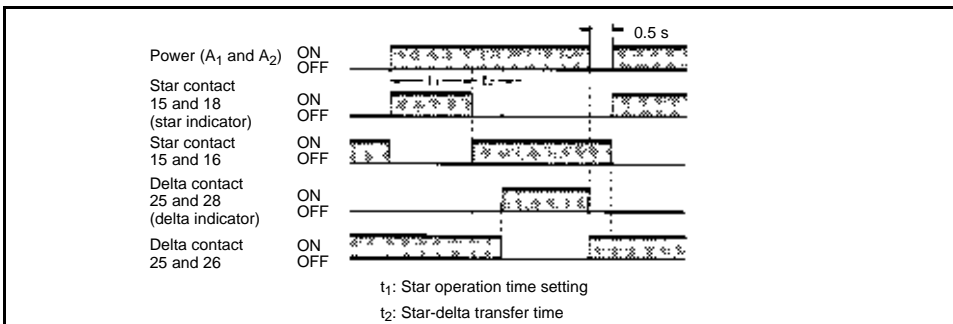 0.5 s
Power (A₁ and A₂) ON
OFF
t₁ t₂
Star contact
15 and 18
(star indicator) ON
OFF
Star contact
15 and 16 ON
OFF
Delta contact
25 and 28
(delta indicator) ON
OFF
Delta contact
25 and 26 ON
OFF
t₁: Star operation time setting
t₂: Star-delta transfer time